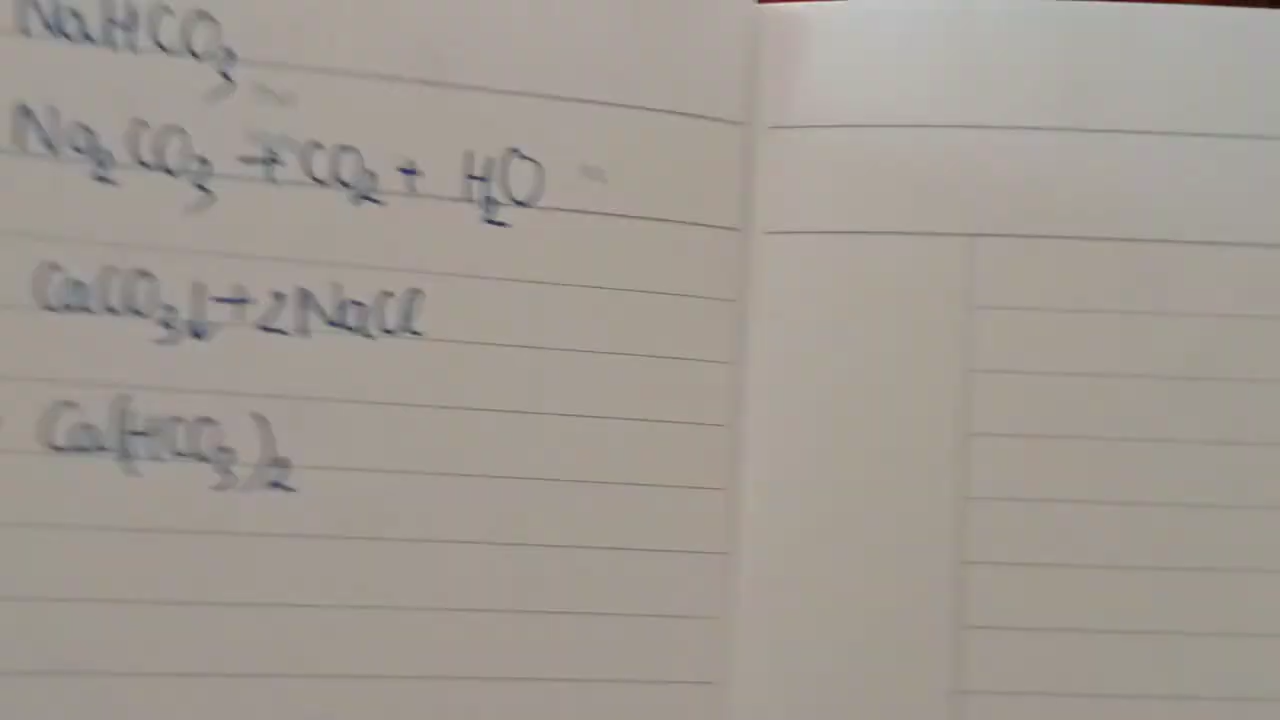 NaHCO₃
Na₂CO₃ + CO₂ + H₂O
CaCO₃↓ + 2NaCl
Ca(HCO₃)₂